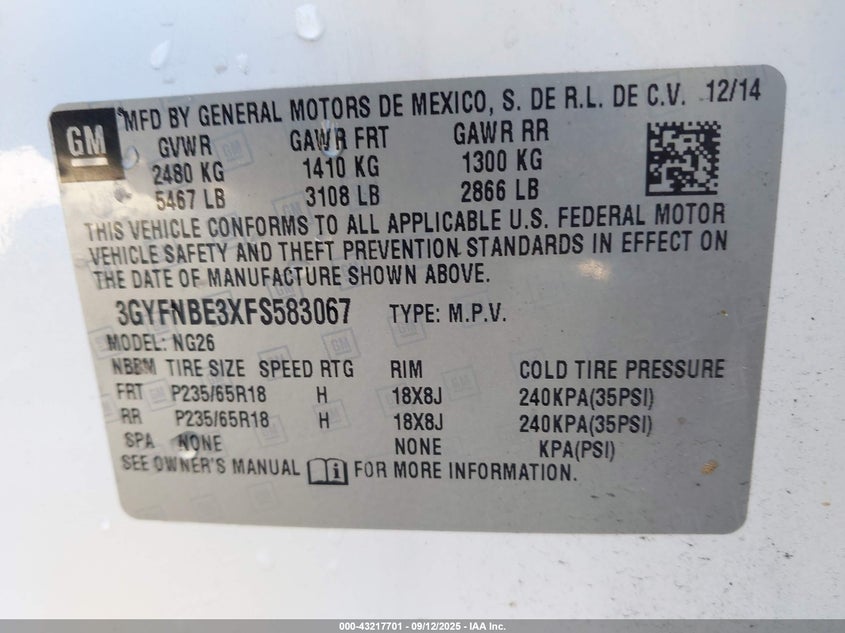 GM
MFD BY GENERAL MOTORS DE MEXICO, S. DE R.L. DE C.V. 12/14
GVWR GAWR FRT GAWR RR
2480 KG 1410 KG 1300 KG
5467 LB 3108 LB 2866 LB
THIS VEHICLE CONFORMS TO ALL APPLICABLE U.S. FEDERAL MOTOR
VEHICLE SAFETY AND THEFT PREVENTION STANDARDS IN EFFECT ON
THE DATE OF MANUFACTURE SHOWN ABOVE.
3GYFNBE3XFS583067 TYPE: M.P.V.
MODEL: NG26
NBBM TIRE SIZE SPEED RTG RIM COLD TIRE PRESSURE
FRT P235/65R18 H 18X8J 240KPA(35PSI)
RR P235/65R18 H 18X8J 240KPA(35PSI)
SPA NONE NONE KPA(PSI)
SEE OWNER'S MANUAL FOR MORE INFORMATION.
000-43217701 - 09/12/2025 - IAA Inc.